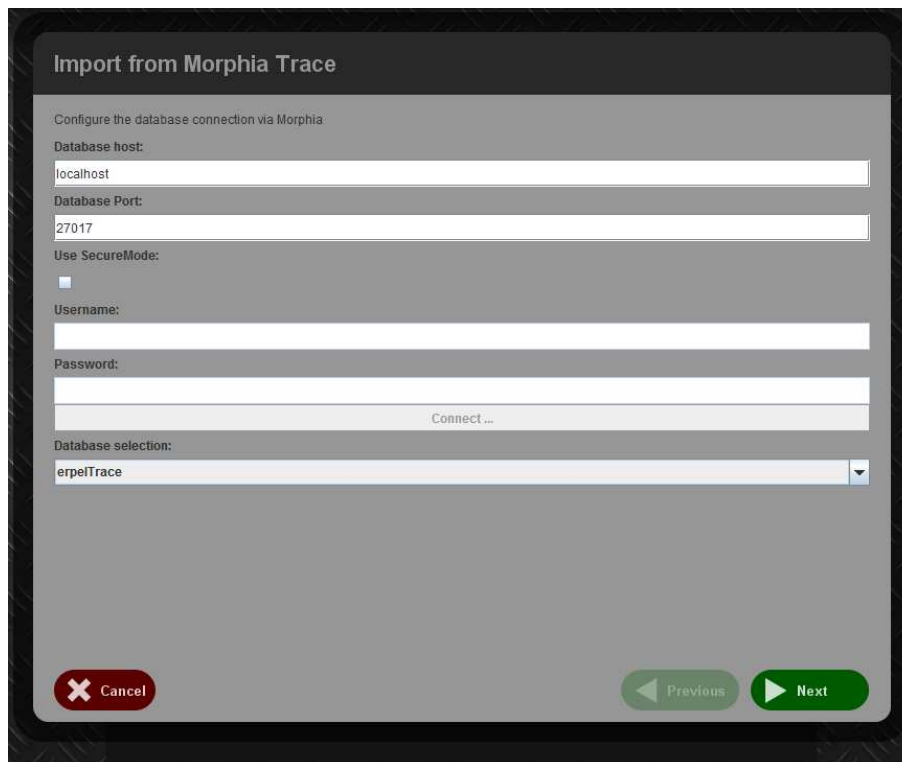 Import from Morphia Trace
Configure the database connection via Morphia
Database host:
localhost
Database Port:
27017
Use SecureMode:
Username:
Password:
Connect ...
Database selection:
erpelTrace
Cancel
Previous
Next